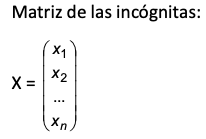 Matriz de las incógnitas:
x₁
x₂
X =
...
xₙ